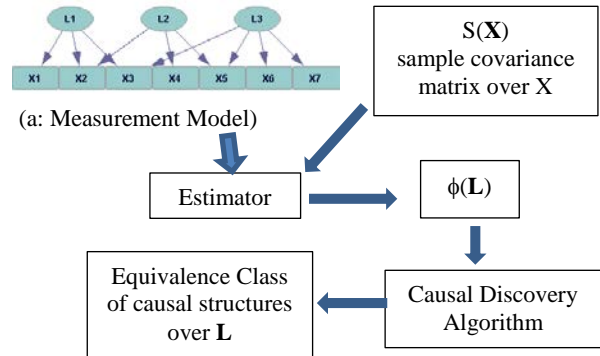 L1 L2 L3
X1 X2 X3 X4 X5 X6 X7
(a: Measurement Model)
S(X)
sample covariance
matrix over X
Estimator
ϕ(L)
Equivalence Class
of causal structures
over L
Causal Discovery
Algorithm